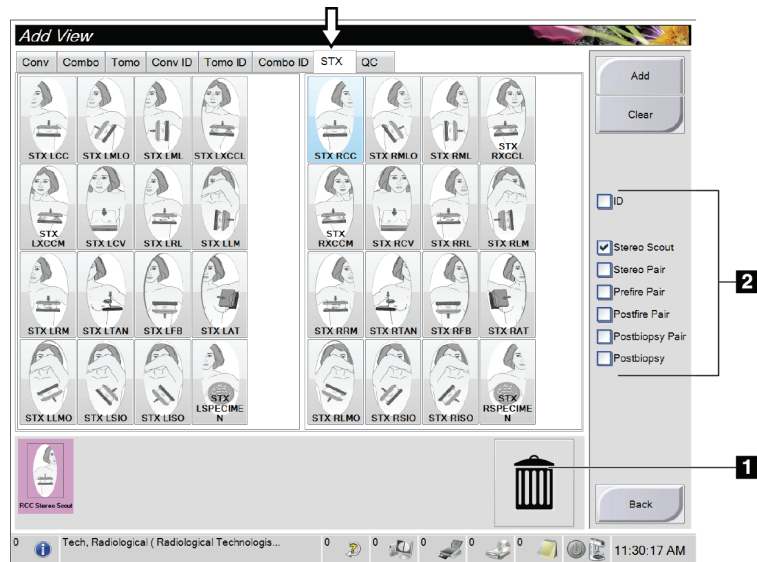 Add View
Conv Combo Tomo Conv ID Tomo ID Combo ID STX QC
STX LCC STX LMLO STX LML STX LXCCL
STX RCC STX RMLO STX RML STX
RXCCL
STX
LXCCM STX LCV STX LRL STX LLM
STX
RXCCM STX RCV STX RRL STX RLM
STX LRM STX LTAN STX LFB STX LAT
STX RRM STX RTAN STX RFB STX RAT
STX LLMO STX LSIO STX LISO STX
LSPECIME
N
STX RLMO STX RSIO STX RISO STX
RSPECIME
N
Add
Clear
ID
Stereo Scout
Stereo Pair
Prefire Pair
Postfire Pair
Postbiopsy Pair
Postbiopsy
2
RCC Stereo Scout
1
Back
0 Tech, Radiological ( Radiological Technologis... 0 0 0 0 0 11:30:17 AM